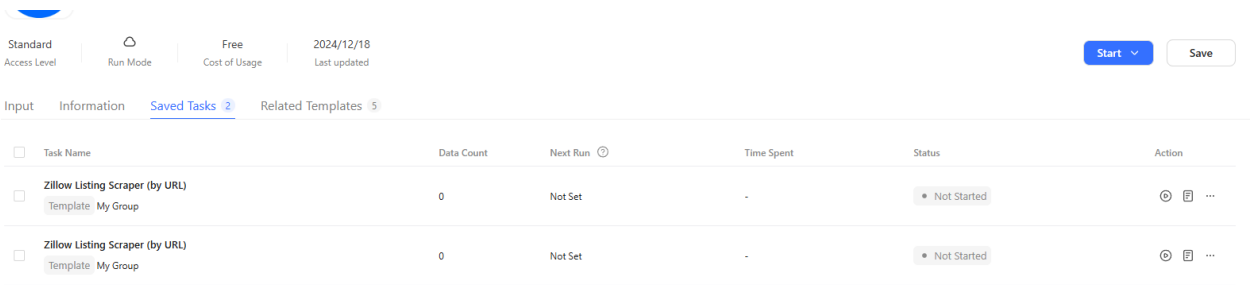 Standard Free 2024/12/18
Access Level Run Mode Cost of Usage Last updated
Start Save
Input Information Saved Tasks 2 Related Templates 5
Task Name Data Count Next Run ? Time Spent Status Action
Zillow Listing Scraper (by URL)
Template My Group 0 Not Set - Not Started
Zillow Listing Scraper (by URL)
Template My Group 0 Not Set - Not Started